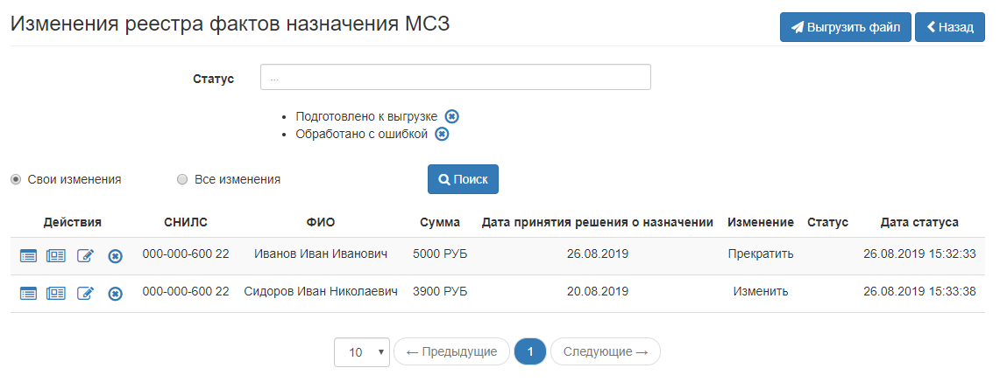 Изменения реестра фактов назначения МСЗ
Выгрузить файл
Назад
Статус
...
Подготовлено к выгрузке
Обработано с ошибкой
Свои изменения
Все изменения
Поиск
Действия СНИЛС ФИО Сумма Дата принятия решения о назначении Изменение Статус Дата статуса
000-000-600 22 Иванов Иван Иванович 5000 РУБ 26.08.2019 Прекратить 26.08.2019 15:32:33
000-000-600 22 Сидоров Иван Николаевич 3900 РУБ 20.08.2019 Изменить 26.08.2019 15:33:38
10 ← Предыдущие 1 Следующие →